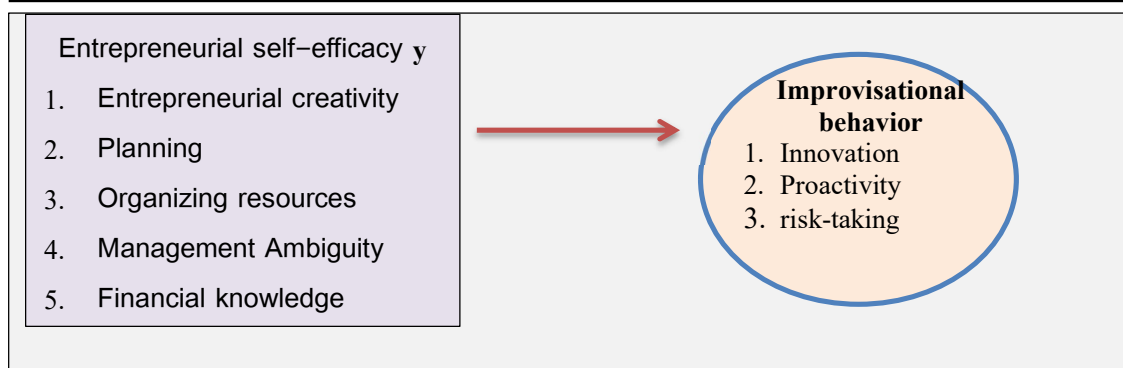 Entrepreneurial self-efficacy y
1. Entrepreneurial creativity
2. Planning
3. Organizing resources
4. Management Ambiguity
5. Financial knowledge
Improvisational
behavior
1. Innovation
2. Proactivity
3. risk-taking